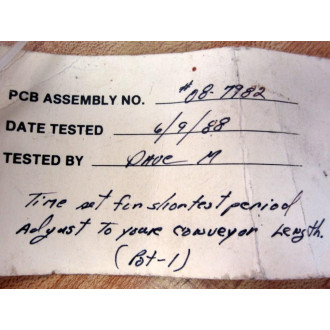 PCB ASSEMBLY NO. #08-7982
DATE TESTED 6/9/88
TESTED BY DAVE M
Time set for shortest period
Adjust To your conveyor Length.
(Pot-1)